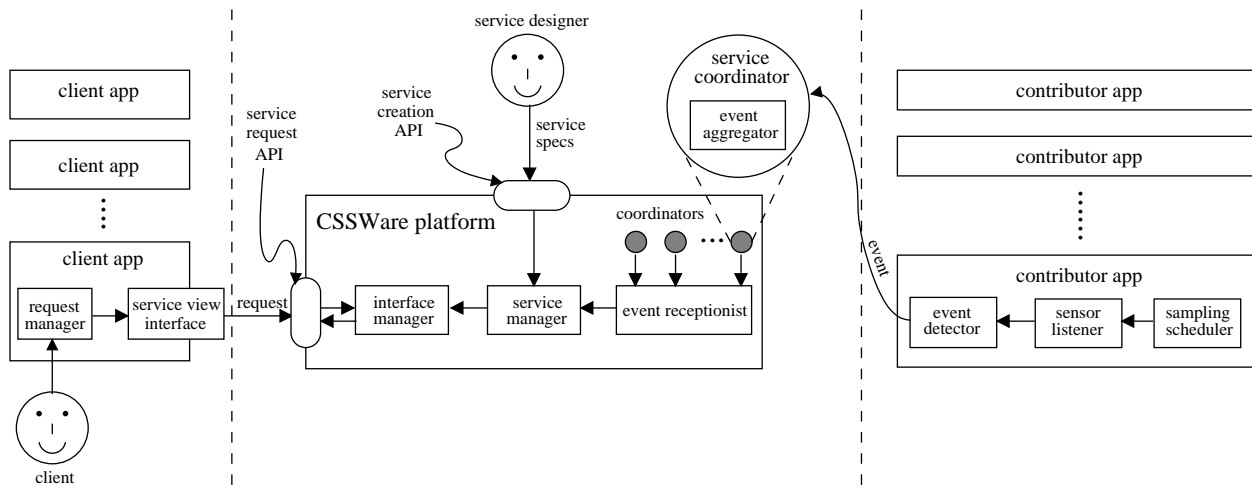 client app
client app
client app
request
manager
service view
interface
client
service
request
API
request
service designer
service
creation
API
service
specs
CSSWare platform
coordinators
interface
manager
service
manager
event receptionist
service
coordinator
event
aggregator
event
contributor app
contributor app
contributor app
event
detector
sensor
listener
sampling
scheduler